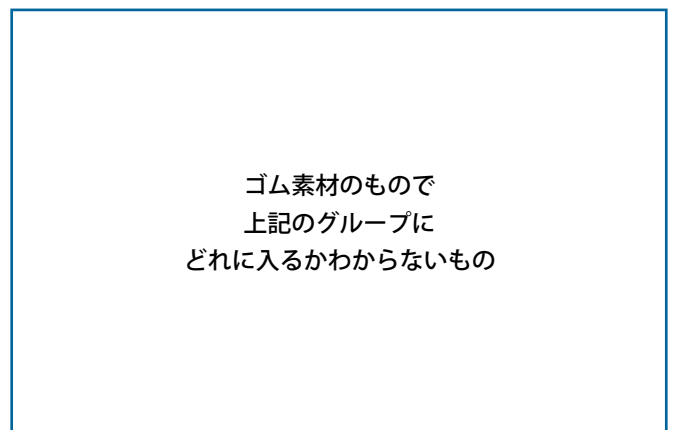 ゴム素材のもので
上記のグループに
どれに入るかわからないもの